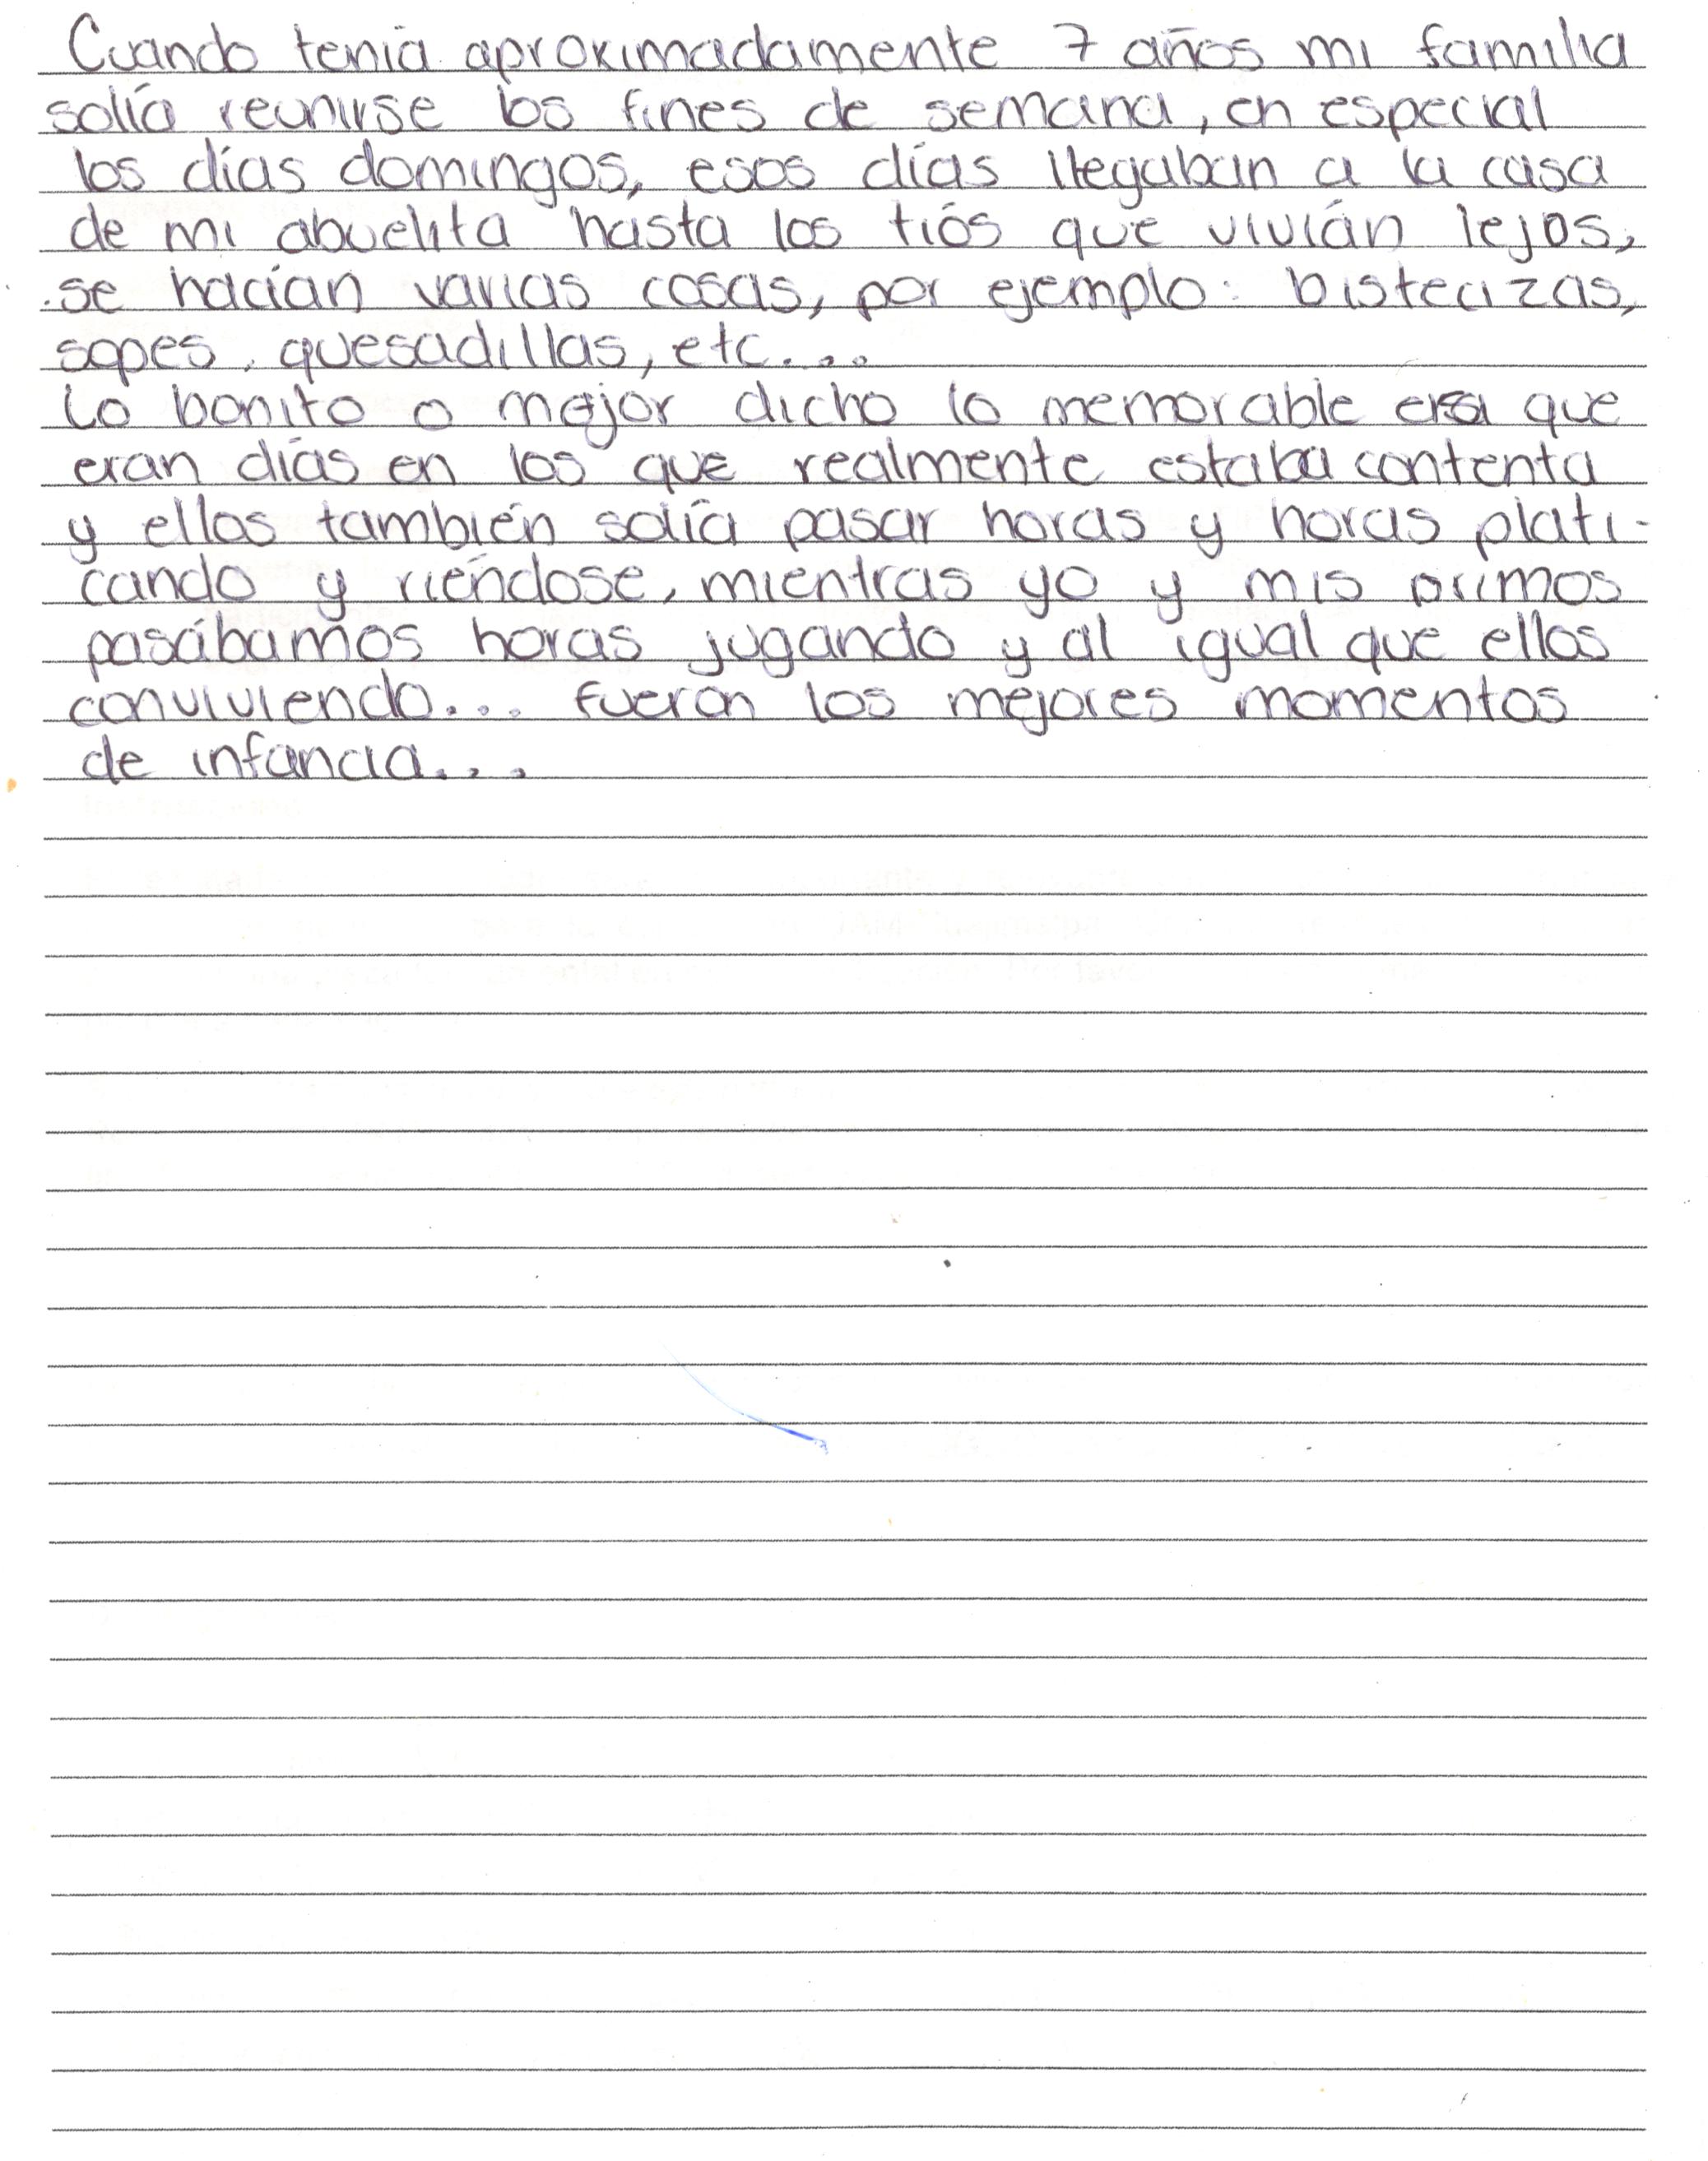 Cuando tenía aproximadamente 7 años mi familia
solía reunirse los fines de semana, en especial
los días domingos, esos días llegaban a la casa
de mi abuelita hasta los tiós que vivián lejos,
se hacían varias cosas, por ejemplo: bistecizas,
sopes, quesadillas, etc...
Lo bonito o mejor dicho lo memorable era que
eran días en los que realmente estaba contenta
y ellos también solía pasar horas y horas plati-
cando y riéndose, mientras yo y mis primos
pasábamos horas jugando y al igual que ellos
conviviendo... fueron los mejores momentos
de infancia...